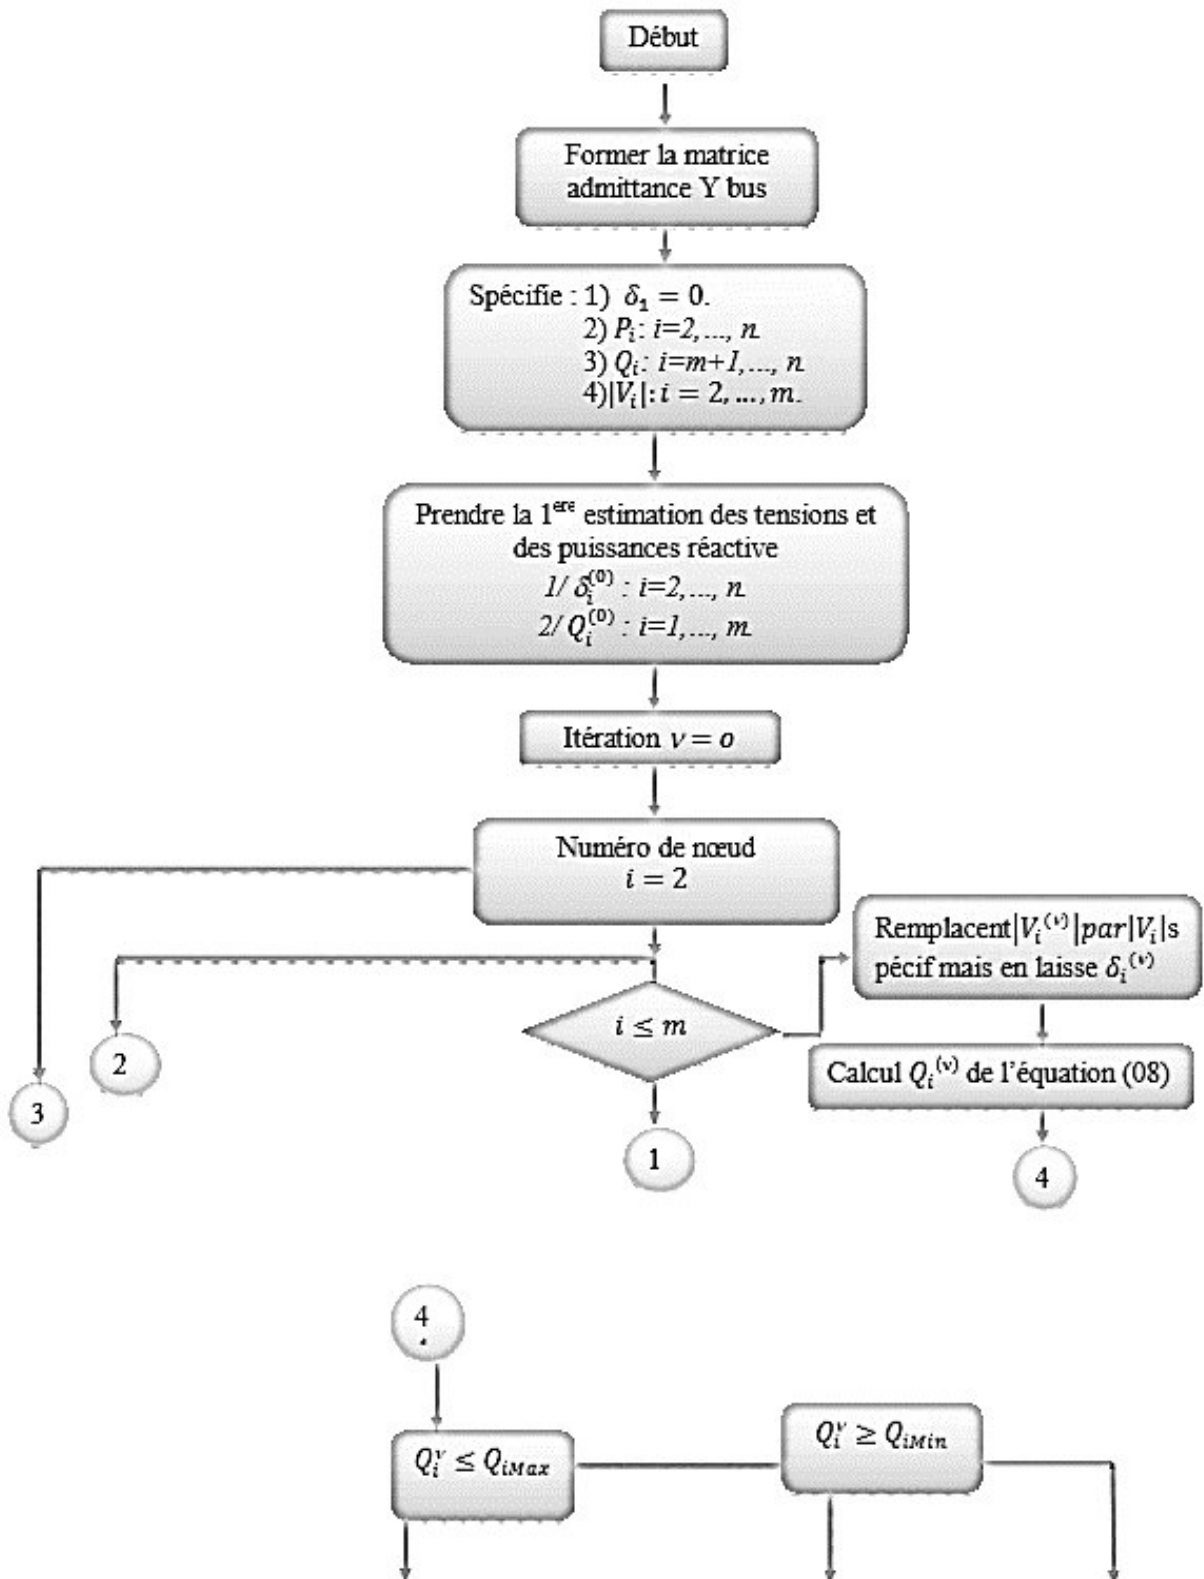 Début
Former la matrice
admittance Y bus
Spécifie : 1) δ₁ = 0.
2) Pᵢ: i=2,..., n.
3) Qᵢ: i=m+1,..., n.
4)|Vᵢ|: i = 2, ..., m.
Prendre la 1ᵉʳᵉ estimation des tensions et
des puissances réactive
1/ δᵢ⁽⁰⁾ : i=2,..., n.
2/ Qᵢ⁽⁰⁾ : i=1,..., m.
Itération v = o
Numéro de nœud
i = 2
Remplacent|Vᵢ⁽ᵛ⁾|par|Vᵢ|s
pécif mais en laisse δᵢ⁽ᵛ⁾
i ≤ m
Calcul Qᵢ⁽ᵛ⁾ de l'équation (08)
2
3
1
4
4
Qᵢᵛ ≤ QᵢMax
Qᵢᵛ ≥ QᵢMin